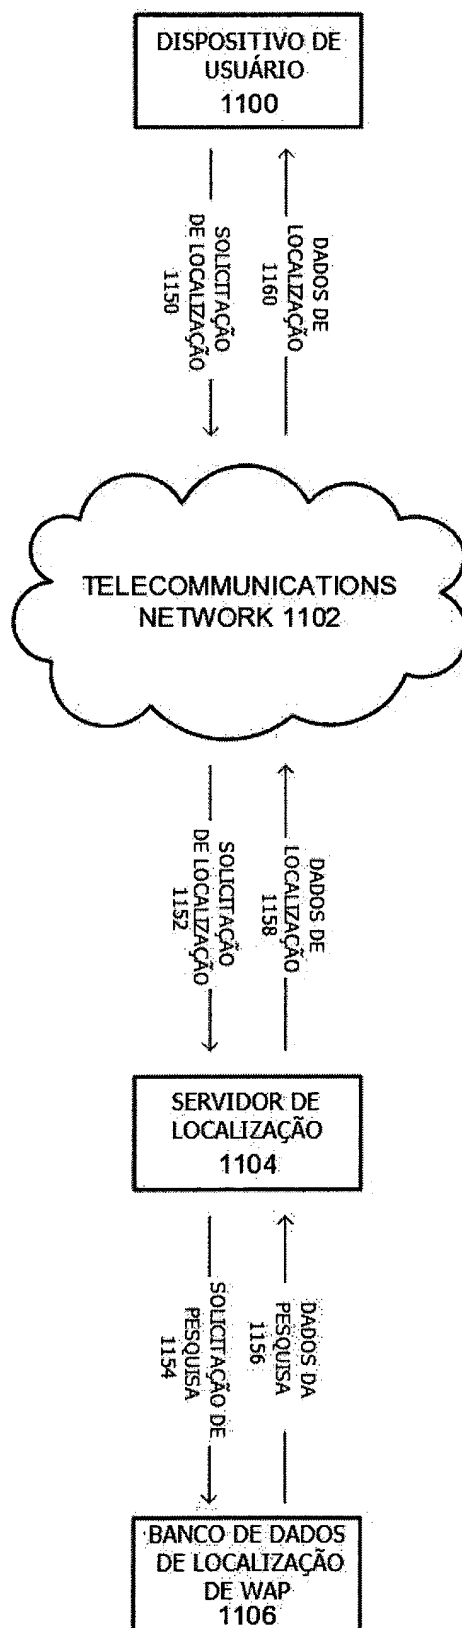 DISPOSITIVO DE
USUÁRIO
1100
SOLICITAÇÃO
DE LOCALIZAÇÃO
1150
DADOS DE
LOCALIZAÇÃO
1160
TELECOMMUNICATIONS
NETWORK 1102
SOLICITAÇÃO
DE LOCALIZAÇÃO
1152
DADOS DE
LOCALIZAÇÃO
1158
SERVIDOR DE
LOCALIZAÇÃO
1104
SOLICITAÇÃO DE
PESQUISA
1154
DADOS DA
PESQUISA
1156
BANCO DE DADOS
DE LOCALIZAÇÃO
DE WAP
1106